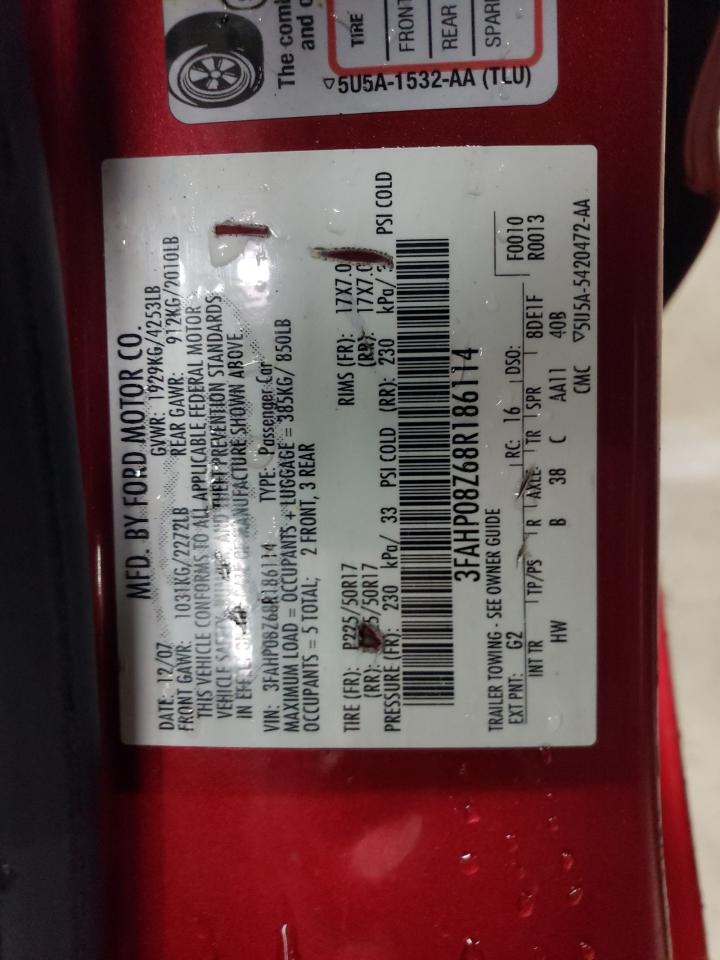 The comb
and
TIRE
FRONT
REAR
SPARE
▽5U5A-1532-AA (TLU)
MFD. BY FORD MOTOR CO.
DATE: 12/07 GVWR: 1929KG/4253LB
FRONT GAWR: 1031KG/2272LB REAR GAWR: 912KG/2010LB
THIS VEHICLE CONFORMS TO ALL APPLICABLE FEDERAL MOTOR
VEHICLE SAFETY AND THEFT PREVENTION STANDARDS
IN OF MANUFACTURE SHOWN ABOVE
VIN: 3FAHP08Z68R186114 TYPE: Passenger Car
MAXIMUM LOAD = OCCUPANTS + LUGGAGE = 385KG/ 850LB
OCCUPANTS = 5 TOTAL; 2 FRONT, 3 REAR
TIRE (FR): P225/50R17 RIMS (FR): 17X7.0
(RR): 5/50R17 (RR): 17X7.0
PRESSURE (FR): 230 kPa/ 33 PSI COLD (RR): 230 kPa/ PSI COLD
3FAHP08Z68R186114
TRAILER TOWING - SEE OWNER GUIDE
EXT PNT: G2 RC: 16 DSO: F0010
R0013
INT TR TP/PS R AXLE TR SPR 8DE1F
HW B 38 C AA11 40B
CMC ▽5U5A-5420472-AA